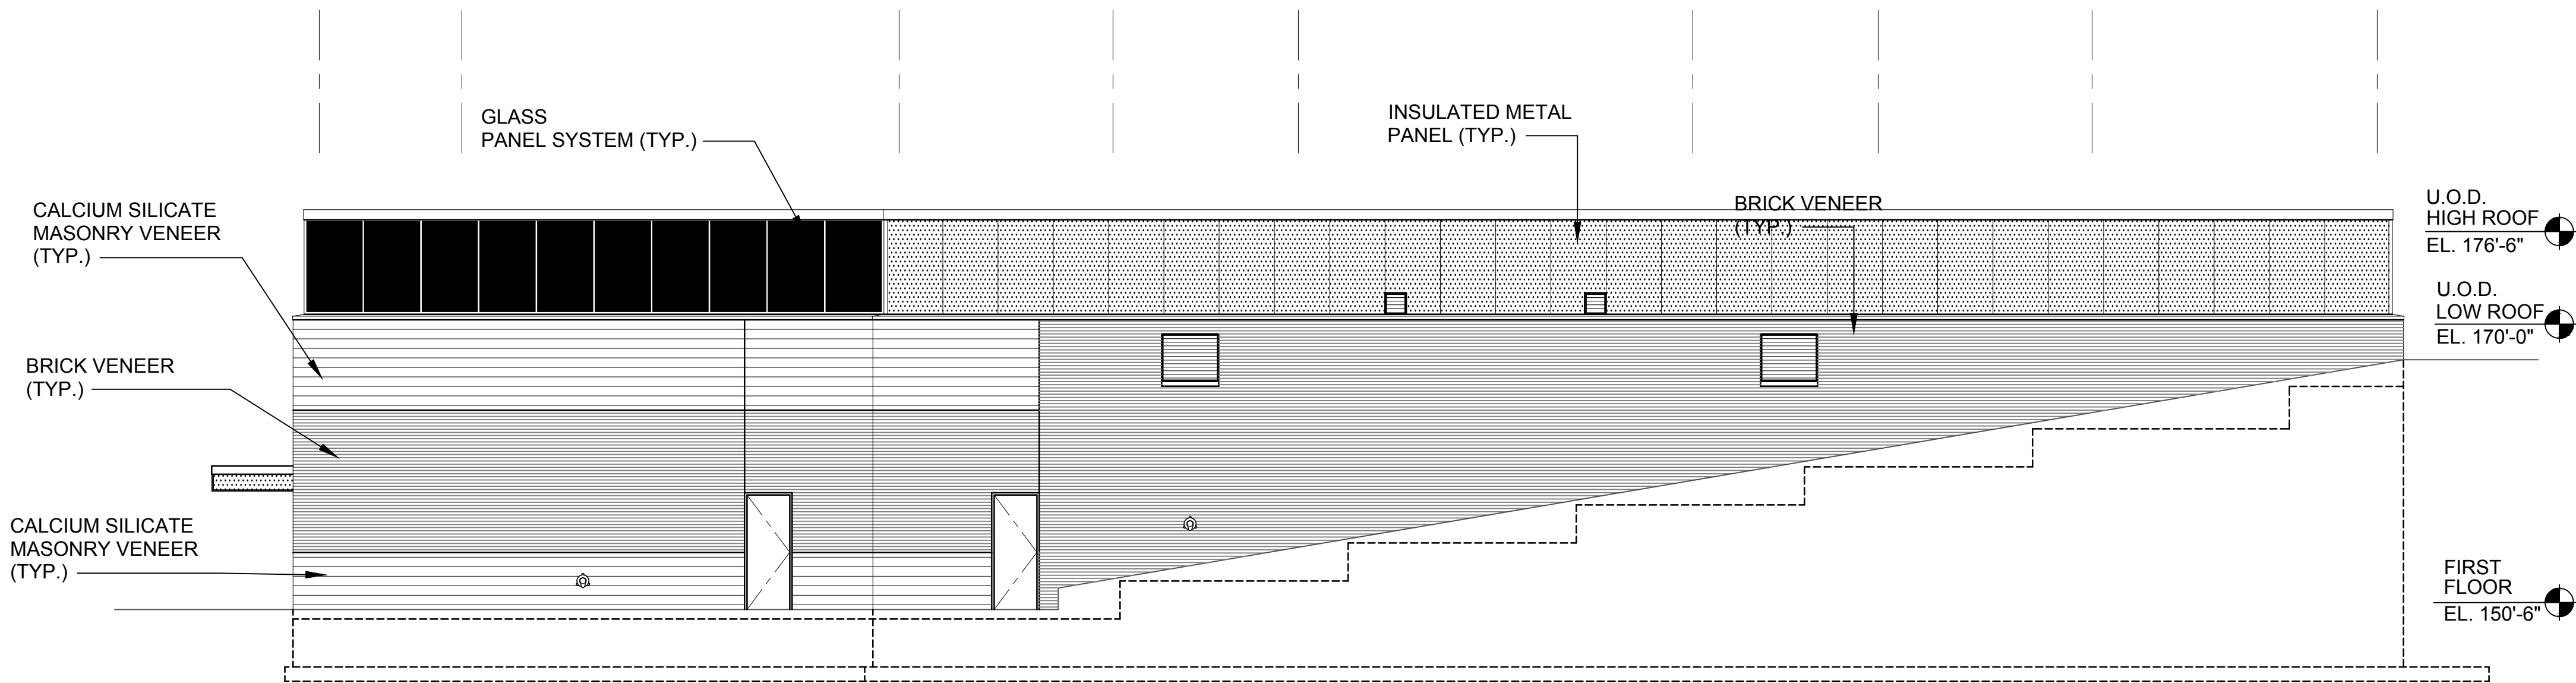 GLASS
PANEL SYSTEM (TYP.)
INSULATED METAL
PANEL (TYP.)
CALCIUM SILICATE
MASONRY VENEER
(TYP.)
BRICK VENEER
(TYP.)
U.O.D.
HIGH ROOF
EL. 176'-6"
U.O.D.
LOW ROOF
EL. 170'-0"
BRICK VENEER
(TYP.)
CALCIUM SILICATE
MASONRY VENEER
(TYP.)
FIRST
FLOOR
EL. 150'-6"